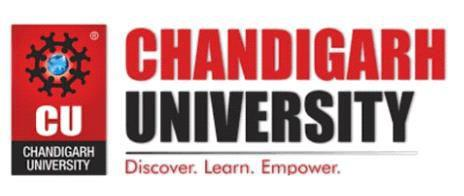 CU
CHANDIGARH
UNIVERSITY
CHANDIGARH
UNIVERSITY
Discover. Learn. Empower.